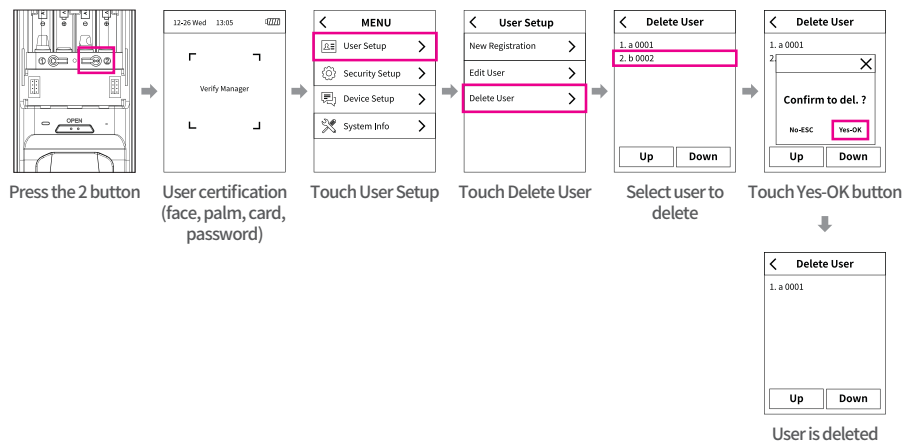 ① ②
OPEN
Press the 2 button
12-26 Wed 13:05
Verify Manager
User certification
(face, palm, card,
password)
MENU
User Setup
Security Setup
Device Setup
System Info
Touch User Setup
User Setup
New Registration
Edit User
Delete User
Touch Delete User
Delete User
1. a 0001
2. b 0002
Up Down
Select user to
delete
Delete User
1. a 0001
2.
Confirm to del. ?
No-ESC Yes-OK
Up Down
Touch Yes-OK button
Delete User
1. a 0001
Up Down
User is deleted